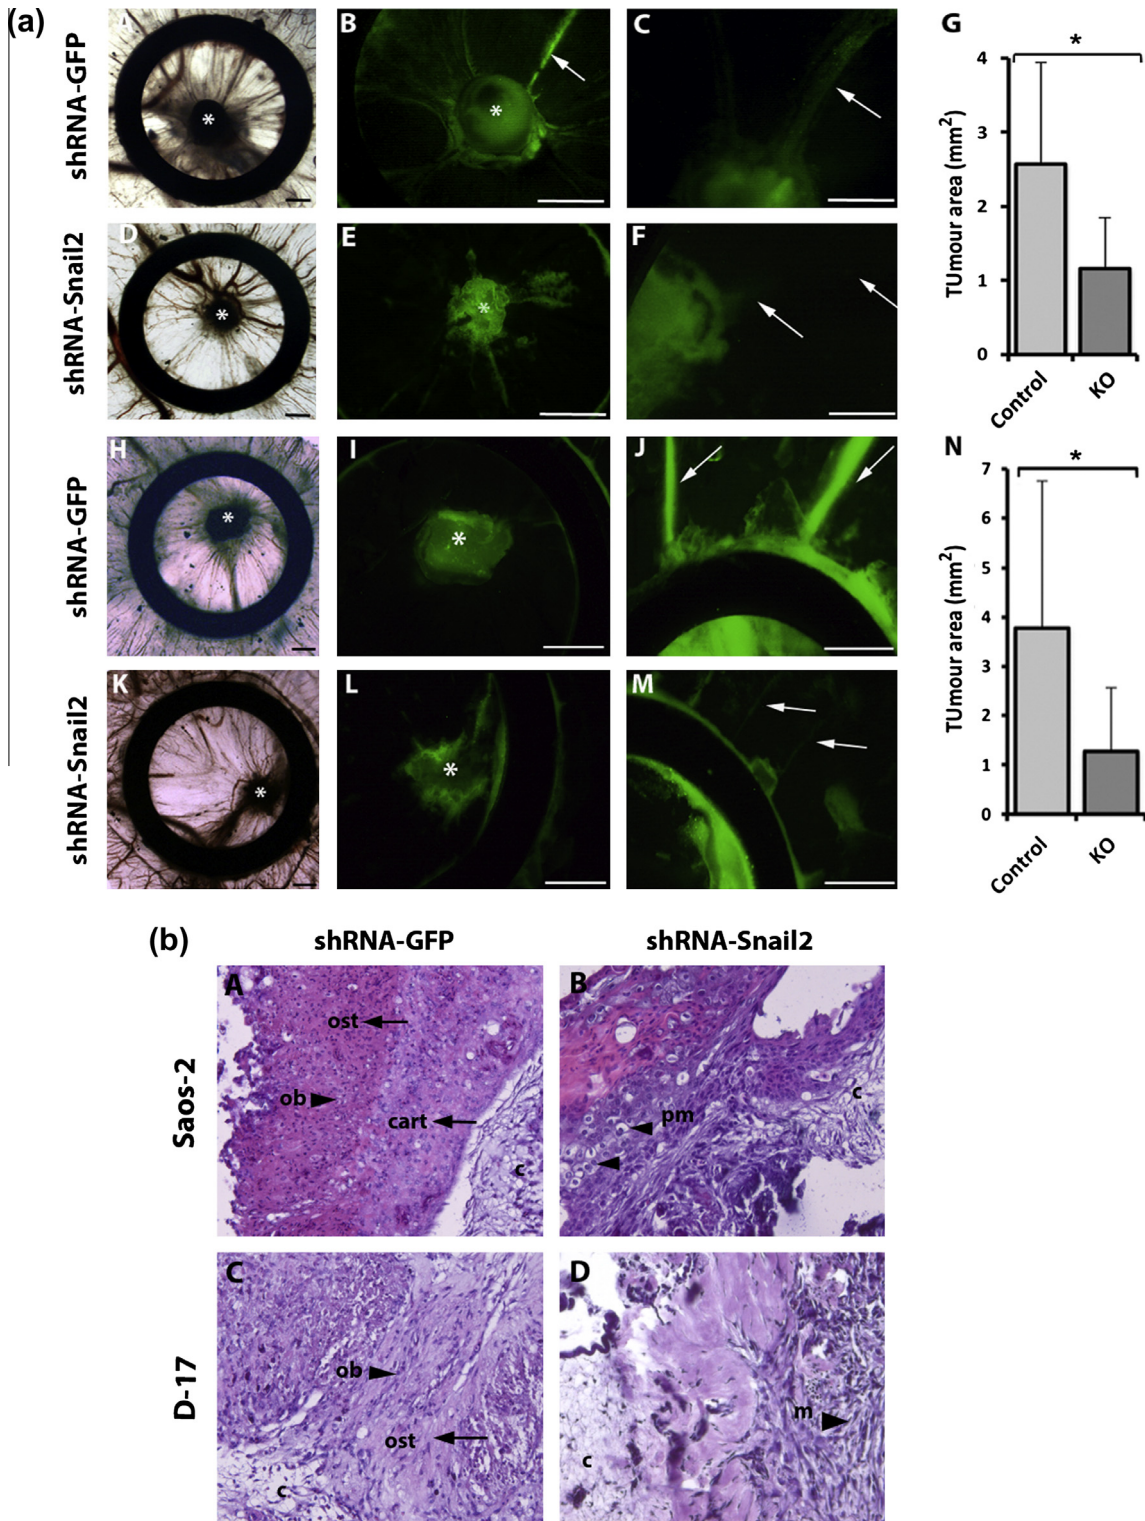 (a)
shRNA-GFP
A
*
B
*
C
shRNA-Snail2
D
*
E
*
F
G
TUmour area (mm2)
4
3
2
1
0
*
Control
KO
shRNA-GFP
H
*
I
*
J
shRNA-Snail2
K
*
L
*
M
N
TUmour area (mm2)
7
6
5
4
3
2
1
0
*
Control
KO
(b)
shRNA-GFP
shRNA-Snail2
Saos-2
A
ost
ob
cart
c
B
pm
c
D-17
C
ob
ost
c
D
m
c